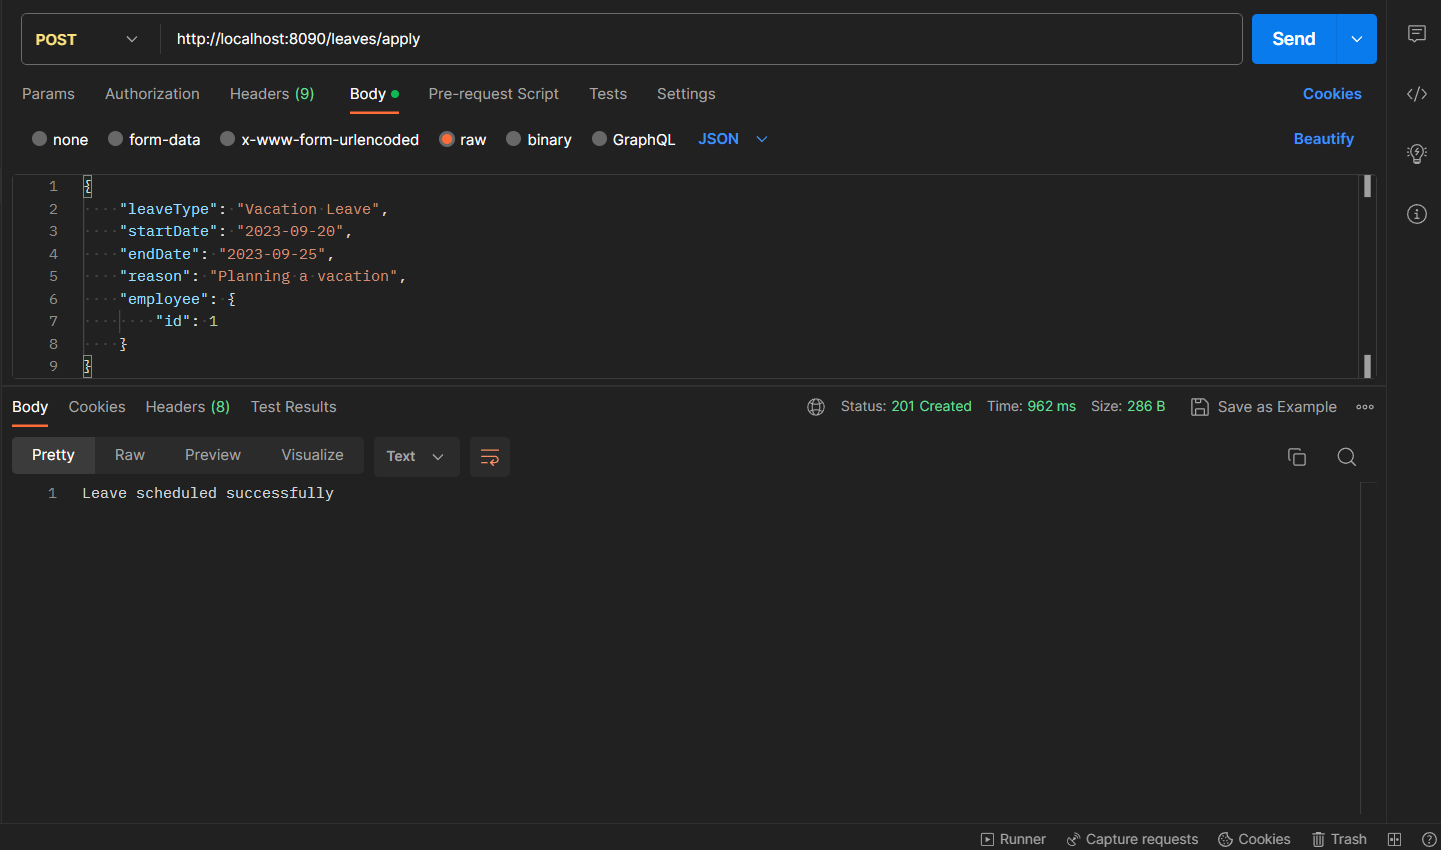 POST http://localhost:8090/leaves/apply Send
Params Authorization Headers (9) Body Pre-request Script Tests Settings Cookies
none form-data x-www-form-urlencoded raw binary GraphQL JSON Beautify
1 {
2 "leaveType": "Vacation Leave",
3 "startDate": "2023-09-20",
4 "endDate": "2023-09-25",
5 "reason": "Planning a vacation",
6 "employee": {
7 "id": 1
8 }
9 }
Body Cookies Headers (8) Test Results Status: 201 Created Time: 962 ms Size: 286 B Save as Example
Pretty Raw Preview Visualize Text
1 Leave scheduled successfully
Runner Capture requests Cookies Trash